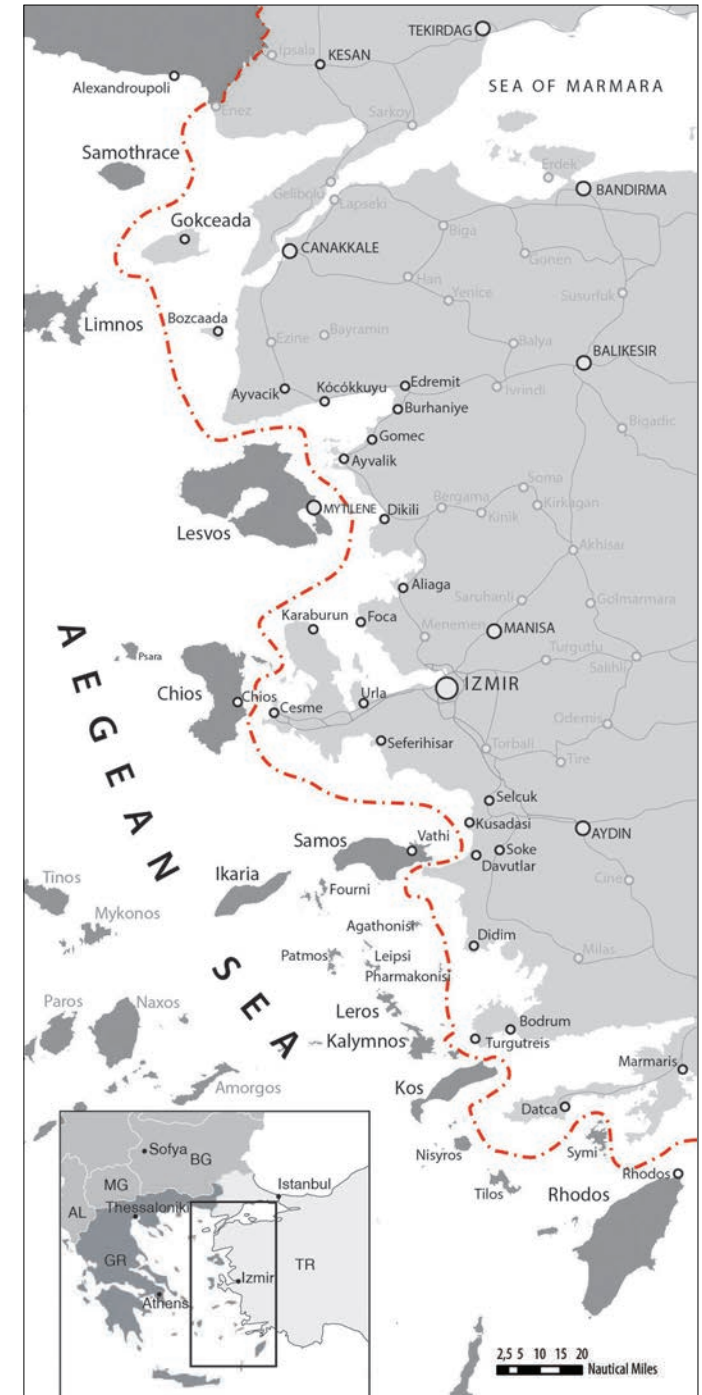 TEKIRDAG
Ipsala
KESAN
Alexandroupoli
SEA OF MARMARA
Enez
Sarkoy
Samothrace
Erdek
Gelibolu
Lapseki
BANDIRMA
Gokceada
Biga
CANAKKALE
Gonen
Han
Yenice
Susurfuk
Limnos
Bozcaada
Ezine
Bayramin
Balya
BALIKESIR
Ayvacik
Kócókkuyu
Edremit
Ivrindi
Burhaniye
Bigadic
Gomec
Ayvalik
Soma
Bergama
Kirkagan
MYTILENE
Dikili
Kinik
Lesvos
Akhisar
Aliaga
Saruhanli
Golmarmara
Karaburun
Foca
Menemen
MANISA
Psara
Turgutlu
Salihli
Chios
Chios
Cesme
Urla
IZMIR
Odemis
Seferihisar
Torbali
Tire
AEGEAN SEA
Selcuk
Kusadasi
AYDIN
Samos
Vathi
Soke
Davutlar
Tinos
Ikaria
Fourni
Cine
Mykonos
Agathonisi
Didim
Patmos
Leipsi
Milas
Pharmakonisi
Paros
Naxos
Leros
Bodrum
Kalymnos
Turgutreis
Marmaris
Amorgos
Kos
Datca
Nisyros
Symi
Tilos
Rhodos
Rhodos
Sofya
BG
Istanbul
MG
AL
Thessaloniki
GR
TR
Izmir
Athens
2,5 5 10 15 20
Nautical Miles